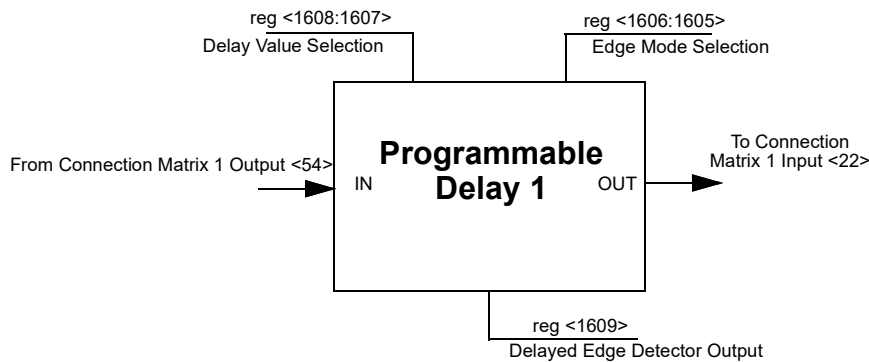 reg <1608:1607>
Delay Value Selection
reg <1606:1605>
Edge Mode Selection
From Connection Matrix 1 Output <54>
IN
Programmable
Delay 1
OUT
To Connection
Matrix 1 Input <22>
reg <1609>
Delayed Edge Detector Output